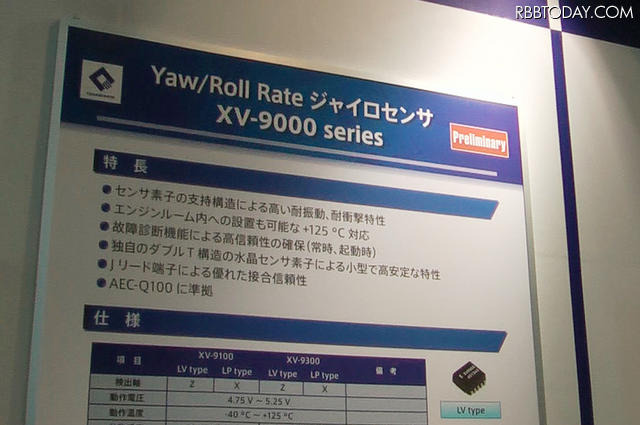 RBBTODAY.COM
Yaw/Roll Rate ジャイロセンサ
XV-9000 series
Preliminary
特 長
●センサ素子の支持構造による高い耐振動、耐衝撃特性
●エンジンルーム内への設置も可能な +125 ºC 対応
●故障診断機能による高信頼性の確保(常時、起動時)
●独自のダブルT 構造の水晶センサ素子による小型で高安定な特性
●Jリード端子による優れた接合信頼性
●AEC-Q100 に準拠
仕 様
項 目 XV-9100 XV-9300 備 考
LV type LP type LV type LP type
検出軸 Z X Z X
動作電圧 4.75 V ~ 5.25 V
動作温度 -40 ºC ~ +125 ºC
LV type